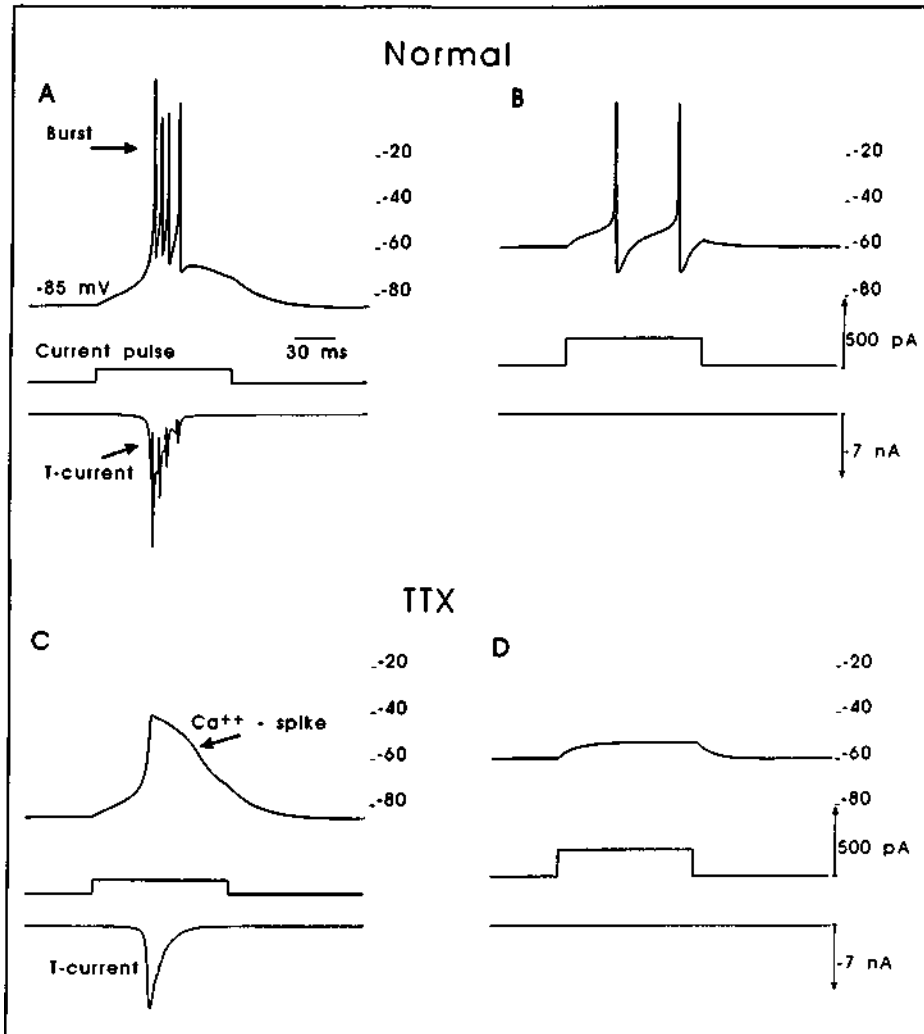 Normal
A
Burst
-20
-40
-60
-85 mV
-80
Current pulse
30 ms
T-current
B
-20
-40
-60
-80
500 pA
-7 nA
TTX
C
-20
-40
Ca++ - spike
-60
-80
T-current
D
-20
-40
-60
-80
500 pA
-7 nA